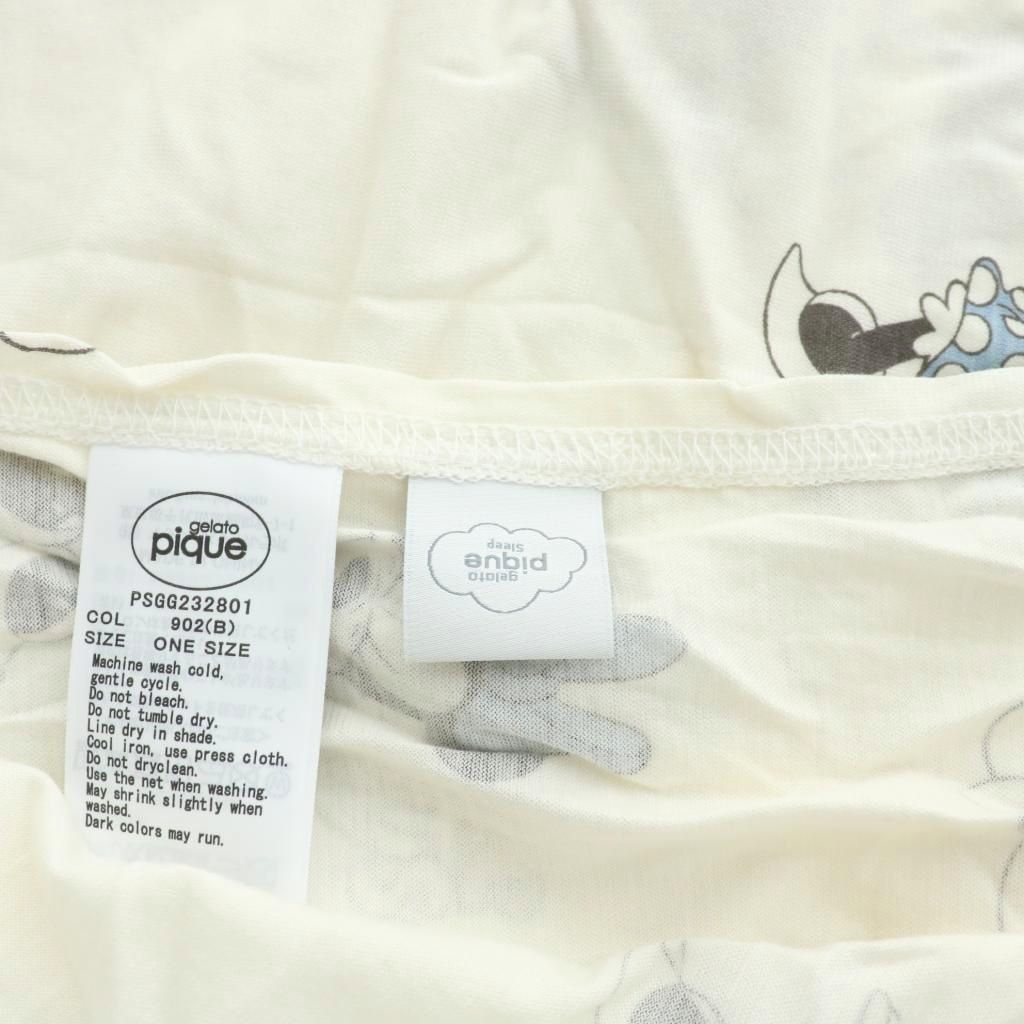 gelato
pique
PSGG232801
COL 902(B)
SIZE ONE SIZE
Machine wash cold,
gentle cycle.
Do not bleach.
Do not tumble dry.
Line dry in shade.
Cool iron, use press cloth.
Do not dryclean.
Use the net when washing.
May shrink slightly when
washed.
Dark colors may run.
gelato
pique
Sleep